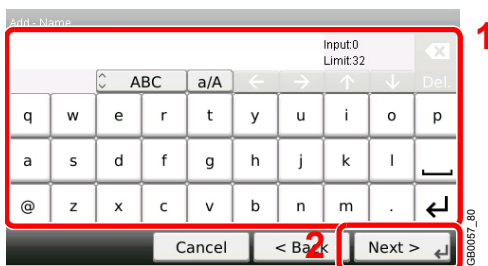 Add - Name
1
Input:0
Limit:32
ABC a/A ← → ↑ ↓ Del.
q w e r t y u i o p
a s d f g h j k l
@ z x c v b n m .
Cancel < Back 2 Next >
GB0057_80